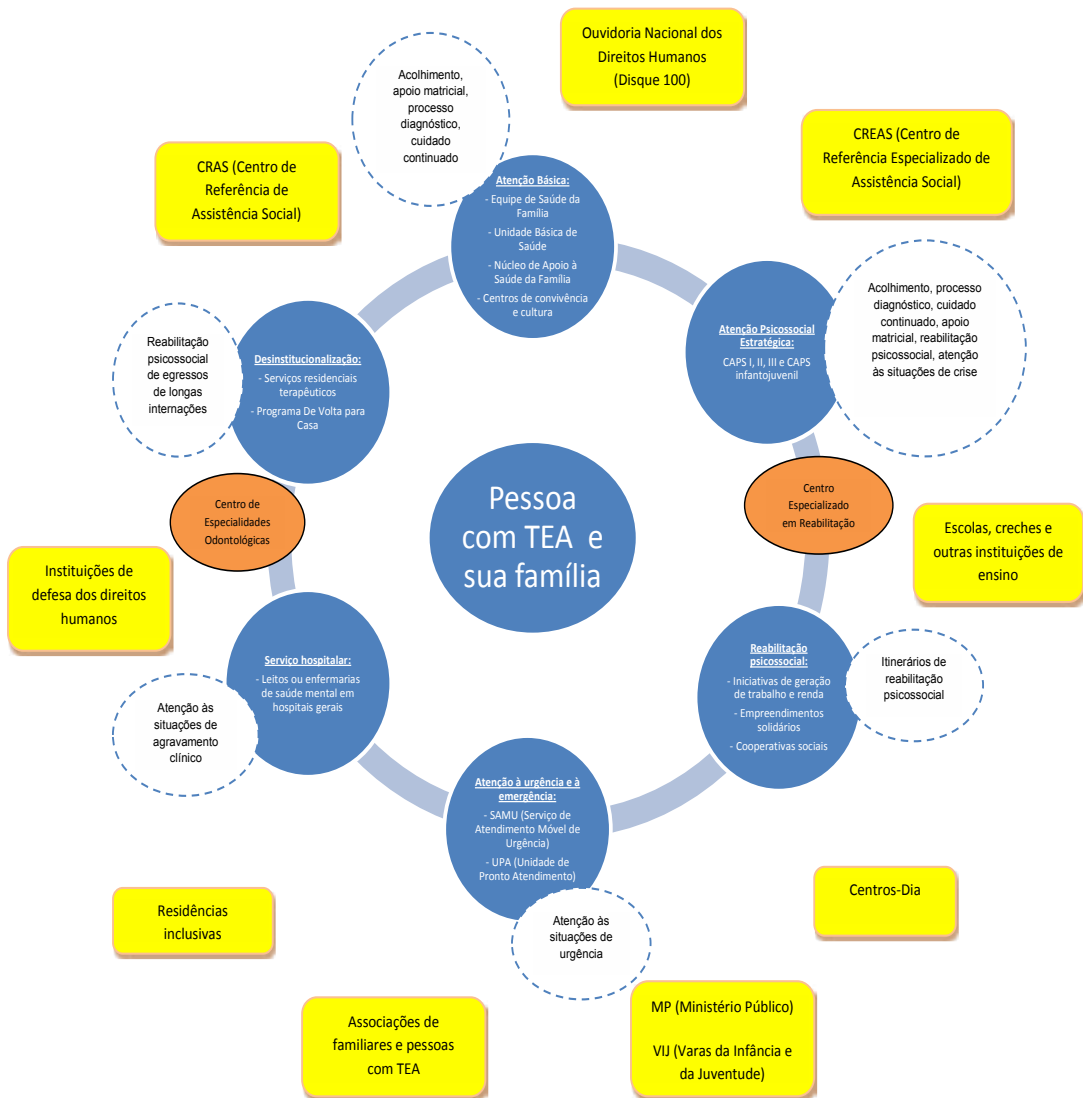 Ouvidoria Nacional dos
Direitos Humanos
(Disque 100)
Acolhimento,
apoio matricial,
processo
diagnóstico,
cuidado
continuado
CREAS (Centro de
Referência Especializado de
Assistência Social)
CRAS (Centro de
Referência de
Assistência Social)
Atenção Básica:
- Equipe de Saúde da
Família
- Unidade Básica de
Saúde
- Núcleo de Apoio à
Saúde da Família
- Centros de convivência
e cultura
Acolhimento, processo
diagnóstico, cuidado
continuado, apoio
matricial, reabilitação
psicossocial, atenção
às situações de crise
Atenção Psicossocial
Estratégica:
CAPS I, II, III e CAPS
infantojuvenil
Reabilitação
psicossocial
de egressos
de longas
internações
Desinstitucionalização:
- Serviços residenciais
terapêuticos
- Programa De Volta para
Casa
Centro de
Especialidades
Odontológicas
Pessoa
com TEA e
sua família
Centro
Especializado
em Reabilitação
Escolas, creches e
outras instituições de
ensino
Instituições de
defesa dos direitos
humanos
Serviço hospitalar:
- Leitos ou enfermarias
de saúde mental em
hospitais gerais
Reabilitação
psicossocial:
- Iniciativas de geração
de trabalho e renda
- Empreendimentos
solidários
- Cooperativas sociais
Itinerários de
reabilitação
psicossocial
Atenção às
situações de
agravamento
clínico
Atenção à urgência e à
emergência:
- SAMU (Serviço de
Atendimento Móvel de
Urgência)
- UPA (Unidade de
Pronto Atendimento)
Atenção às
situações de
urgência
Centros-Dia
Residências
inclusivas
Associações de
familiares e pessoas
com TEA
MP (Ministério Público)
VIJ (Varas da Infância e
da Juventude)